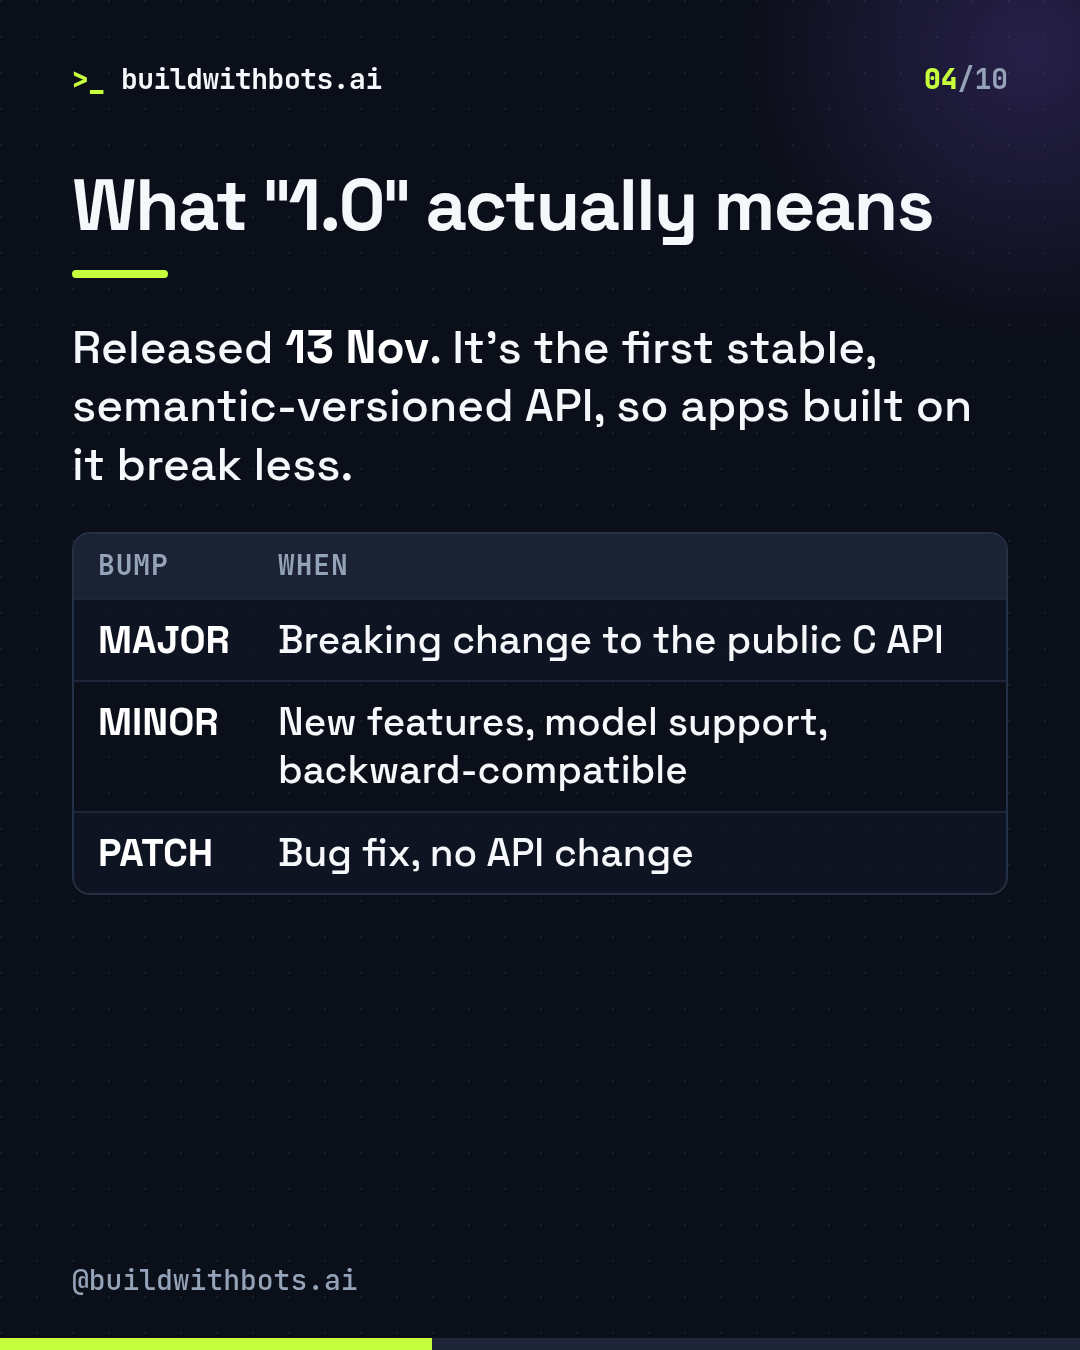 >_ buildwithbots.ai
04/10
What "1.0" actually means
Released 13 Nov. It’s the first stable,
semantic-versioned API, so apps built on
it break less.
BUMP WHEN
MAJOR Breaking change to the public C API
MINOR New features, model support,
backward-compatible
PATCH Bug fix, no API change
@buildwithbots.ai